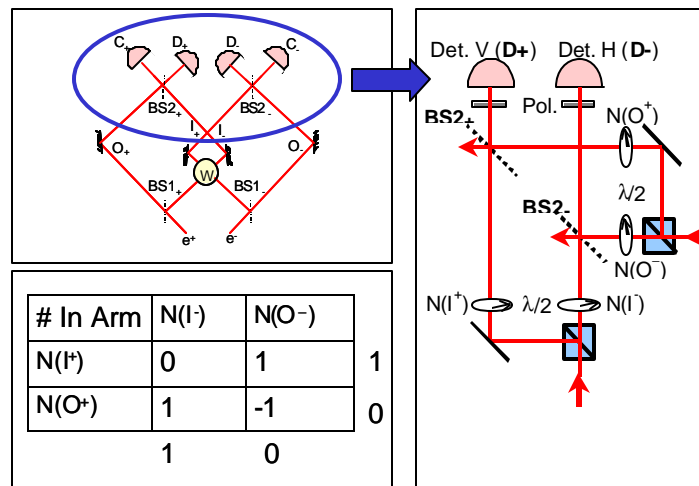 C+ D+ D- C-
BS2+ BS2-
I+ I-
O+ O-
W
BS1+ BS1-
e+ e-
Det. V (D+) Det. H (D-)
Pol. N(O+)
BS2+
λ/2
BS2-
N(O−)
N(I+) λ/2 N(I-)
# In Arm N(I-) N(O−)
N(I+) 0 1 1
N(O+) 1 -1 0
1 0